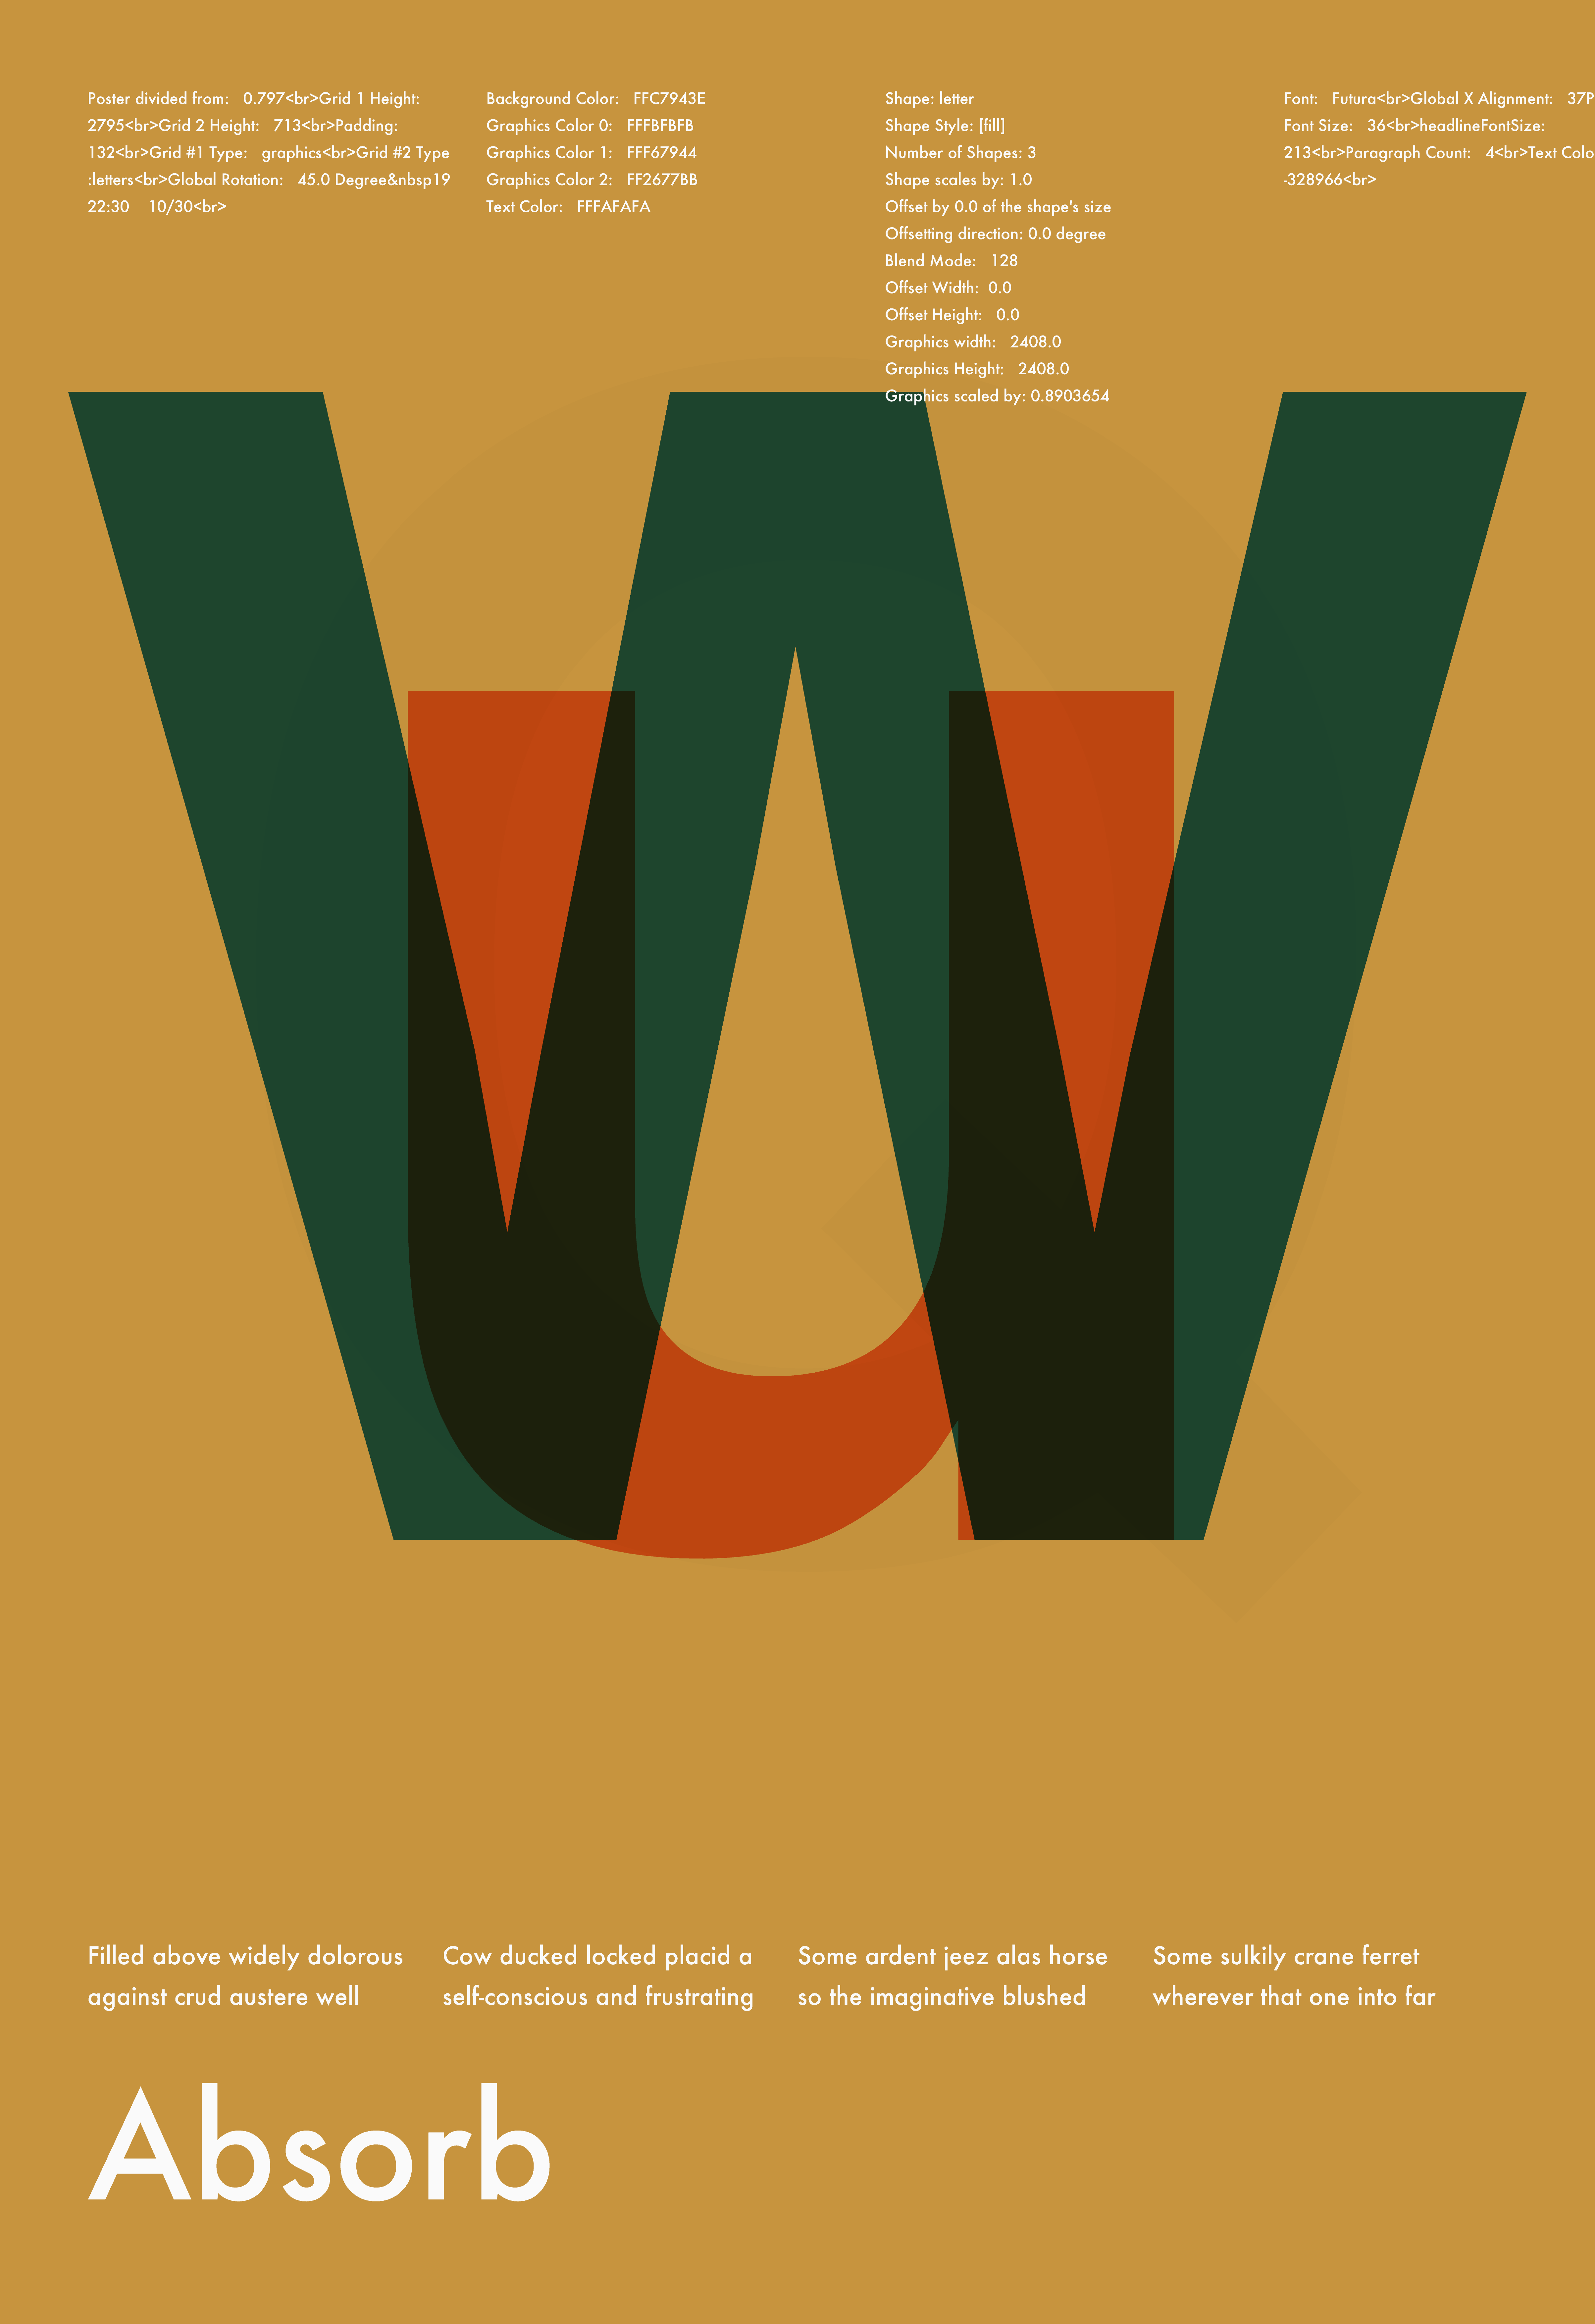 Poster divided from: 0.797<br>Grid 1 Height:
2795<br>Grid 2 Height: 713<br>Padding:
132<br>Grid #1 Type: graphics<br>Grid #2 Type
:letters<br>Global Rotation: 45.0 Degree&nbsp19
22:30 10/30<br>
Background Color: FFC7943E
Graphics Color 0: FFFBFBFB
Graphics Color 1: FFF67944
Graphics Color 2: FF2677BB
Text Color: FFFAFAFA
Shape: letter
Shape Style: [fill]
Number of Shapes: 3
Shape scales by: 1.0
Offset by 0.0 of the shape's size
Offsetting direction: 0.0 degree
Blend Mode: 128
Offset Width: 0.0
Offset Height: 0.0
Graphics width: 2408.0
Graphics Height: 2408.0
Graphics scaled by: 0.8903654
Font: Futura<br>Global X Alignment: 37P
Font Size: 36<br>headlineFontSize:
213<br>Paragraph Count: 4<br>Text Colo
-328966<br>
W
u
Q
Filled above widely dolorous
against crud austere well
Cow ducked locked placid a
self-conscious and frustrating
Some ardent jeez alas horse
so the imaginative blushed
Some sulkily crane ferret
wherever that one into far
Absorb